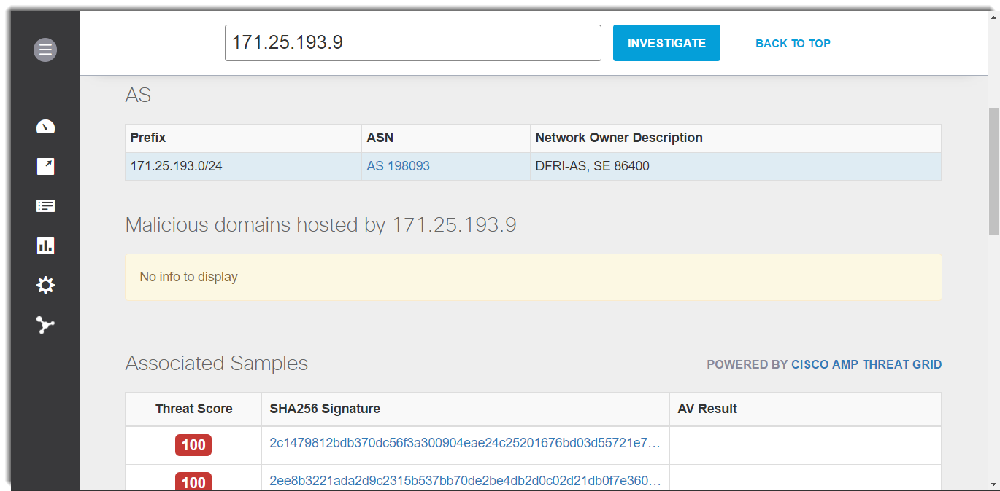 171.25.193.9 INVESTIGATE BACK TO TOP
AS
Prefix ASN Network Owner Description
171.25.193.0/24 AS 198093 DFRI-AS, SE 86400
Malicious domains hosted by 171.25.193.9
No info to display
Associated Samples POWERED BY CISCO AMP THREAT GRID
Threat Score SHA256 Signature AV Result
100 2c1479812bdb370dc56f3a300904eae24c25201676bd03d55721e7…
100 2ee8b3221ada2d9c2315b537bb70de2be4db2d0c02d21db0f7e360…